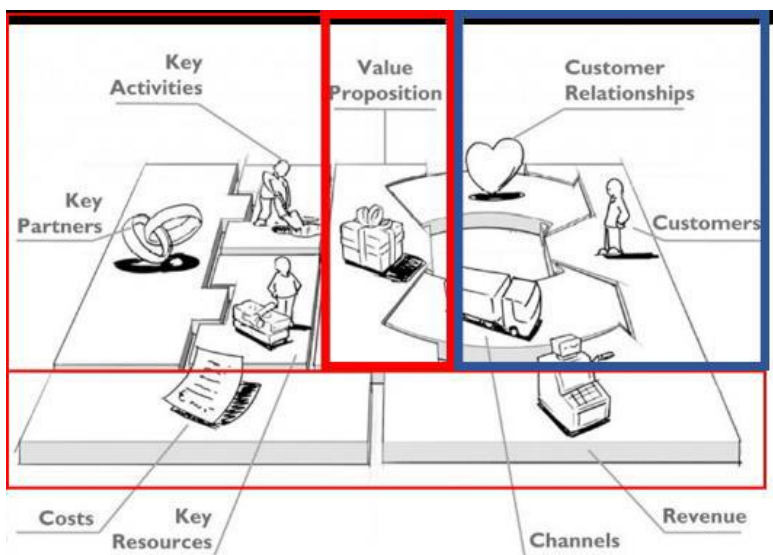 Key
Activities
Value
Proposition
Customer
Relationships
Key
Partners
Customers
Costs
Key
Resources
Channels
Revenue